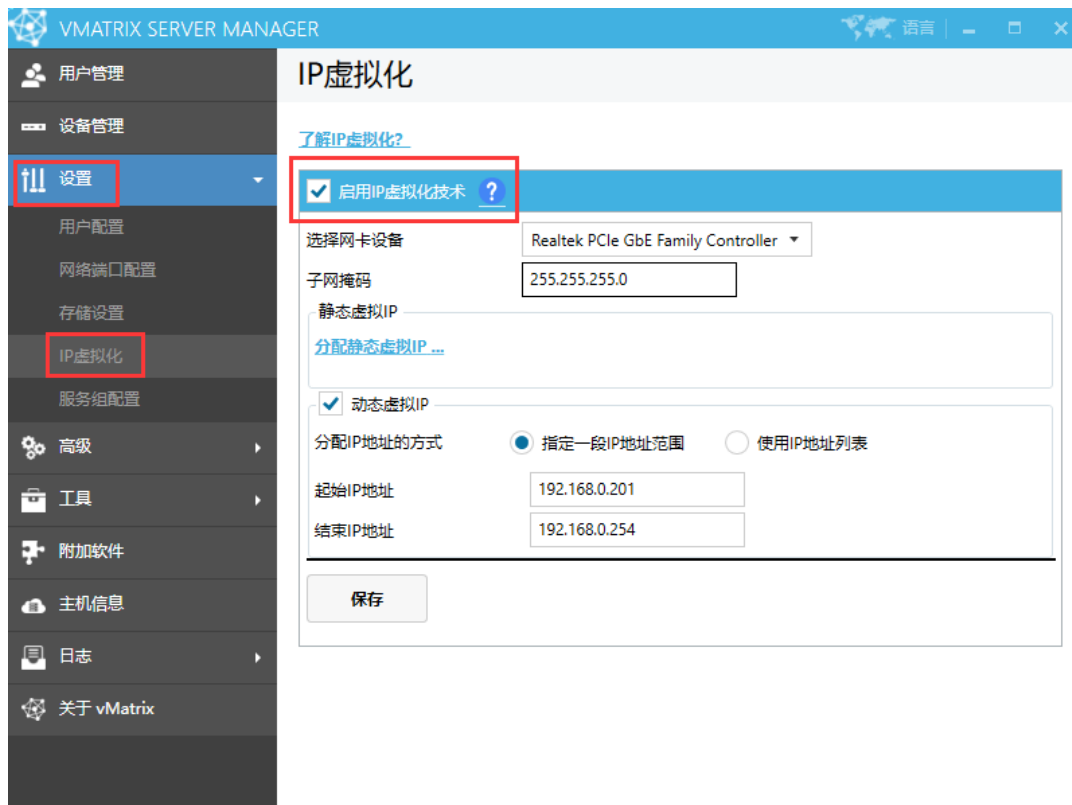 VMATRIX SERVER MANAGER
语言
用户管理
设备管理
设置
用户配置
网络端口配置
存储设置
IP虚拟化
服务组配置
高级
工具
附加软件
主机信息
日志
关于 vMatrix
IP虚拟化
了解IP虚拟化?
启用IP虚拟化技术 ?
选择网卡设备 Realtek PCIe GbE Family Controller
子网掩码 255.255.255.0
静态虚拟IP
分配静态虚拟IP ...
动态虚拟IP
分配IP地址的方式 指定一段IP地址范围 使用IP地址列表
起始IP地址 192.168.0.201
结束IP地址 192.168.0.254
保存